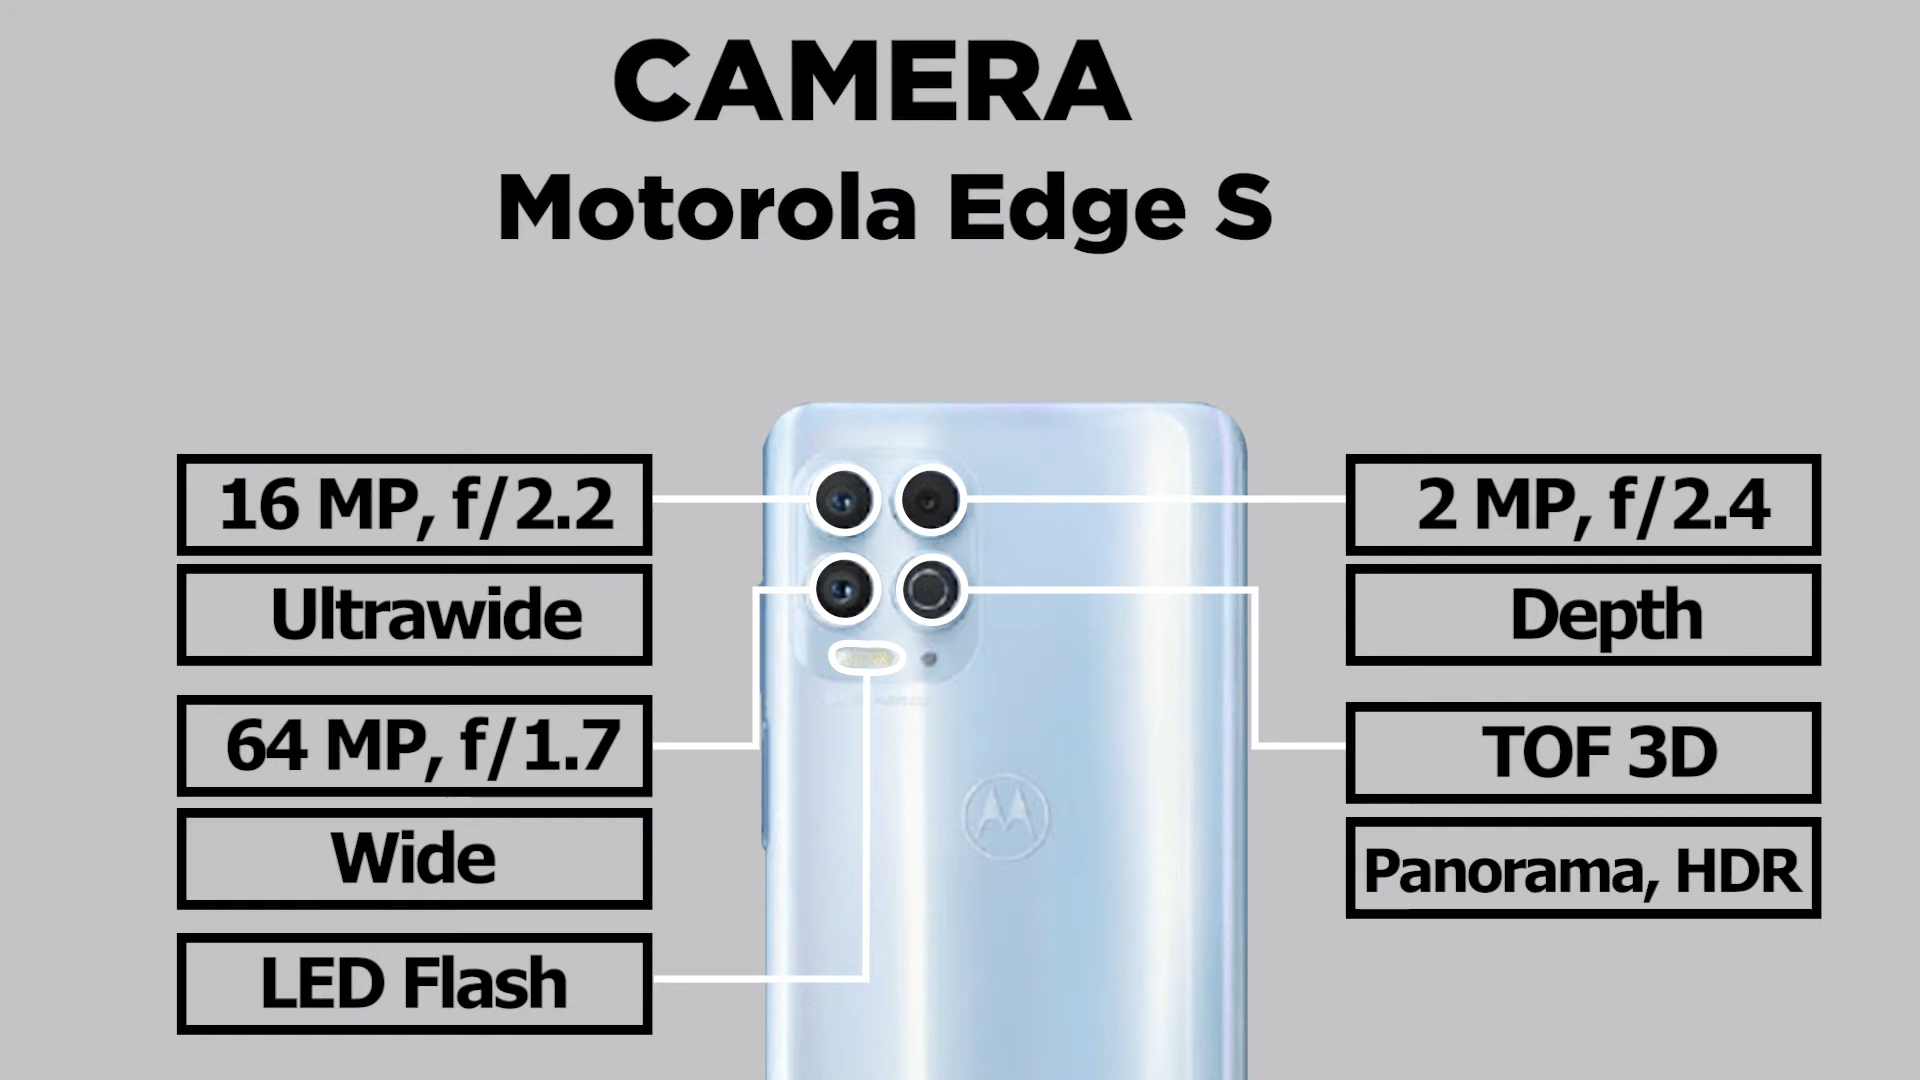 CAMERA
Motorola Edge S
16 MP, f/2.2
Ultrawide
64 MP, f/1.7
Wide
LED Flash
2 MP, f/2.4
Depth
TOF 3D
Panorama, HDR